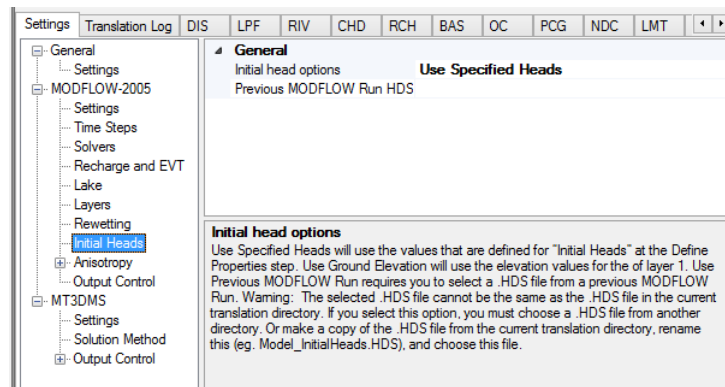 Settings Translation Log DIS LPF RIV CHD RCH BAS OC PCG NDC LMT
General
Settings
MODFLOW-2005
Settings
Time Steps
Solvers
Recharge and EVT
Lake
Layers
Rewetting
Initial Heads
Anisotropy
Output Control
MT3DMS
Settings
Solution Method
Output Control
General
Initial head options Use Specified Heads
Previous MODFLOW Run HDS
Initial head options
Use Specified Heads will use the values that are defined for "Initial Heads" at the Define
Properties step. Use Ground Elevation will use the elevation values for the of layer 1. Use
Previous MODFLOW Run requires you to select a .HDS file from a previous MODFLOW
Run. Warning: The selected .HDS file cannot be the same as the .HDS file in the current
translation directory. If you select this option, you must choose a .HDS file from another
directory. Or make a copy of the .HDS file from the current translation directory, rename
this (eg. Model_InitialHeads.HDS), and choose this file.